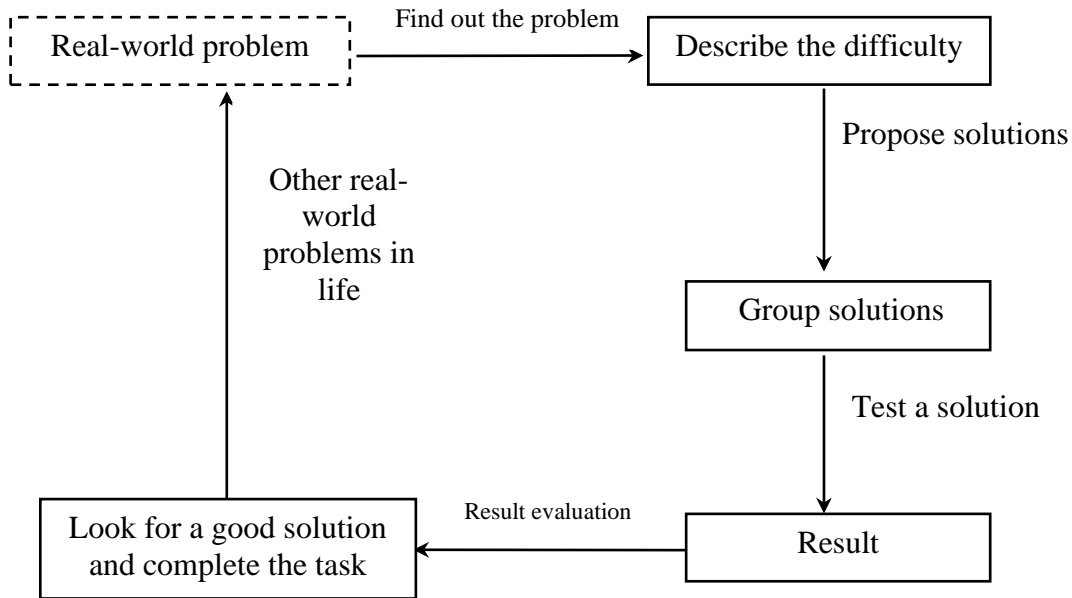 Real-world problem
Find out the problem
Describe the difficulty
Propose solutions
Other real-
world
problems in
life
Group solutions
Test a solution
Look for a good solution
and complete the task
Result evaluation
Result